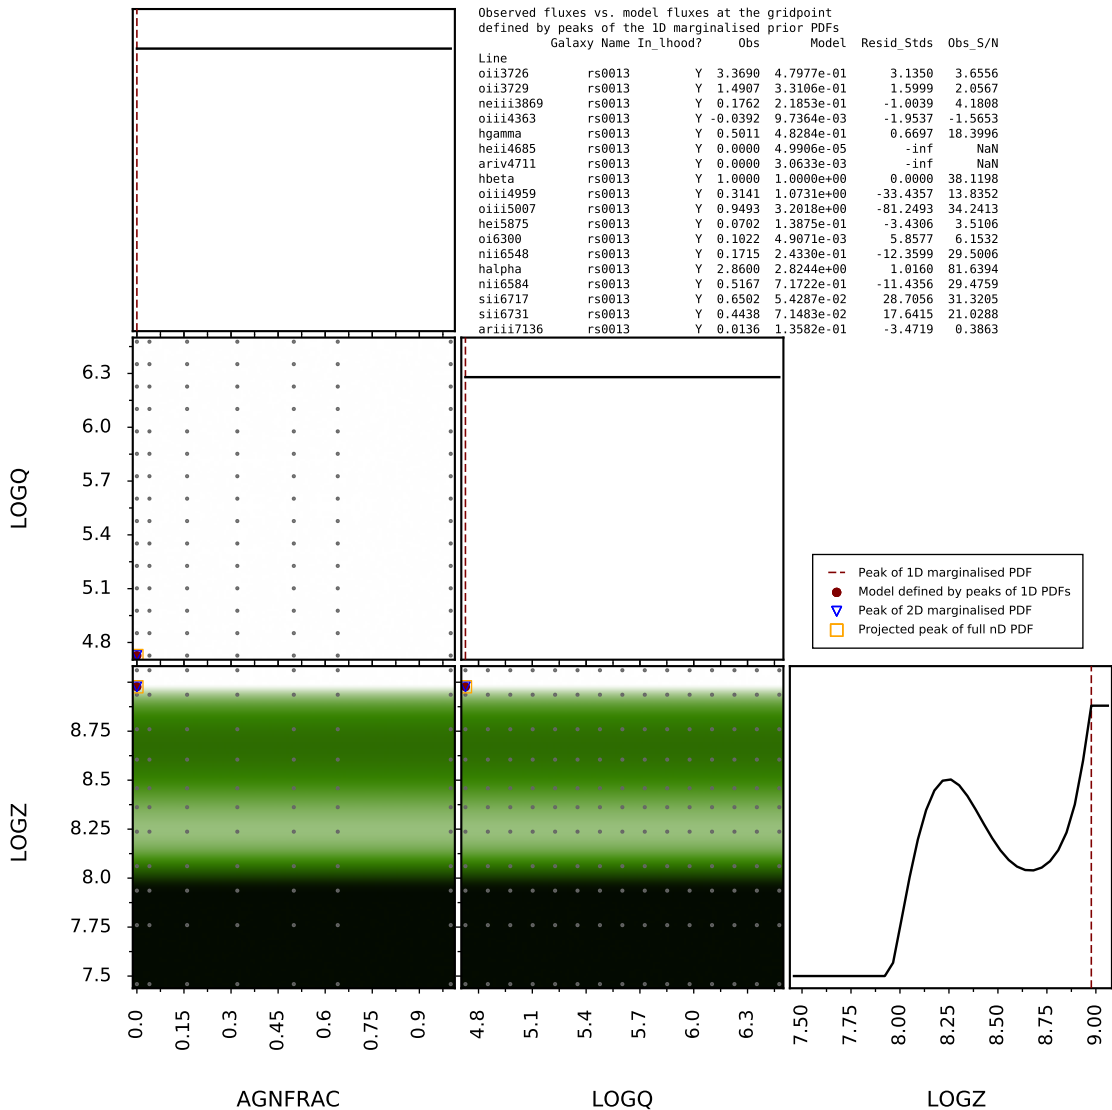 Observed fluxes vs. model fluxes at the gridpoint
defined by peaks of the 1D marginalised prior PDFs
Galaxy Name In_lhood? Obs Model Resid_Stds Obs_S/N
Line
oii3726 rs0013 Y 3.3690 4.7977e-01 3.1350 3.6556
oii3729 rs0013 Y 1.4907 3.3106e-01 1.5999 2.0567
neiii3869 rs0013 Y 0.1762 2.1853e-01 -1.0039 4.1808
oiii4363 rs0013 Y -0.0392 9.7364e-03 -1.9537 -1.5653
hgamma rs0013 Y 0.5011 4.8284e-01 0.6697 18.3996
heii4685 rs0013 Y 0.0000 4.9906e-05 -inf NaN
ariv4711 rs0013 Y 0.0000 3.0633e-03 -inf NaN
hbeta rs0013 Y 1.0000 1.0000e+00 0.0000 38.1198
oiii4959 rs0013 Y 0.3141 1.0731e+00 -33.4357 13.8352
oiii5007 rs0013 Y 0.9493 3.2018e+00 -81.2493 34.2413
hei5875 rs0013 Y 0.0702 1.3875e-01 -3.4306 3.5106
oi6300 rs0013 Y 0.1022 4.9071e-03 5.8577 6.1532
nii6548 rs0013 Y 0.1715 2.4330e-01 -12.3599 29.5006
halpha rs0013 Y 2.8600 2.8244e+00 1.0160 81.6394
nii6584 rs0013 Y 0.5167 7.1722e-01 -11.4356 29.4759
sii6717 rs0013 Y 0.6502 5.4287e-02 28.7056 31.3205
sii6731 rs0013 Y 0.4438 7.1483e-02 17.6415 21.0288
ariii7136 rs0013 Y 0.0136 1.3582e-01 -3.4719 0.3863
6.3
6.0
5.7
5.4
5.1
4.8
LOGQ
Peak of 1D marginalised PDF
Model defined by peaks of 1D PDFs
Peak of 2D marginalised PDF
Projected peak of full nD PDF
8.75
8.5
8.25
8.0
7.75
7.5
LOGZ
0.0 0.15 0.3 0.45 0.6 0.75 0.9
4.8 5.1 5.4 5.7 6.0 6.3
7.50 7.75 8.00 8.25 8.50 8.75 9.00
AGNFRAC LOGQ LOGZ